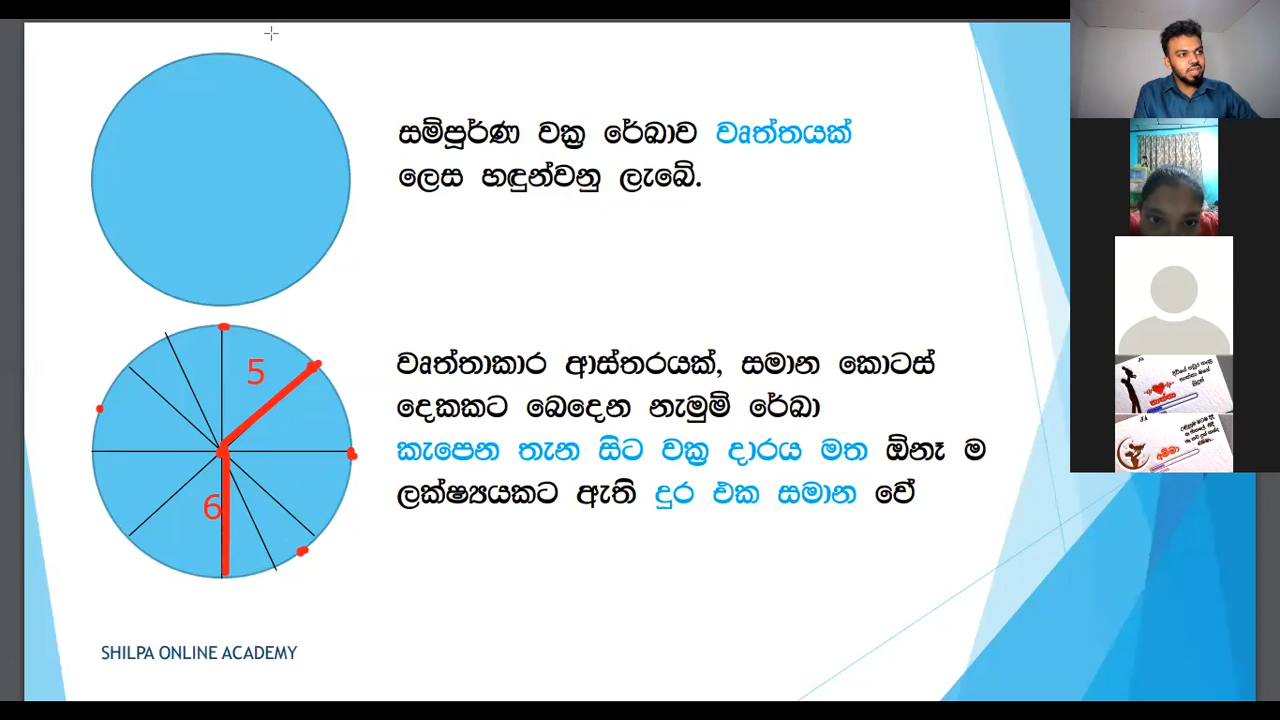 සම්පූර්ණ වක්‍ර රේඛාව වෘත්තයක්
ලෙස හඳුන්වනු ලැබේ.
5
6
වෘත්තාකාර ආස්තරයක්, සමාන කොටස්
දෙකකට බෙදෙන නැමුම් රේඛා
කැපෙන තැන සිට වක්‍ර දාරය මත ඕනෑ ම
ලක්ෂ්‍යයකට ඇති දුර එක සමාන වේ
SHILPA ONLINE ACADEMY
තාත්තා
අම්මා